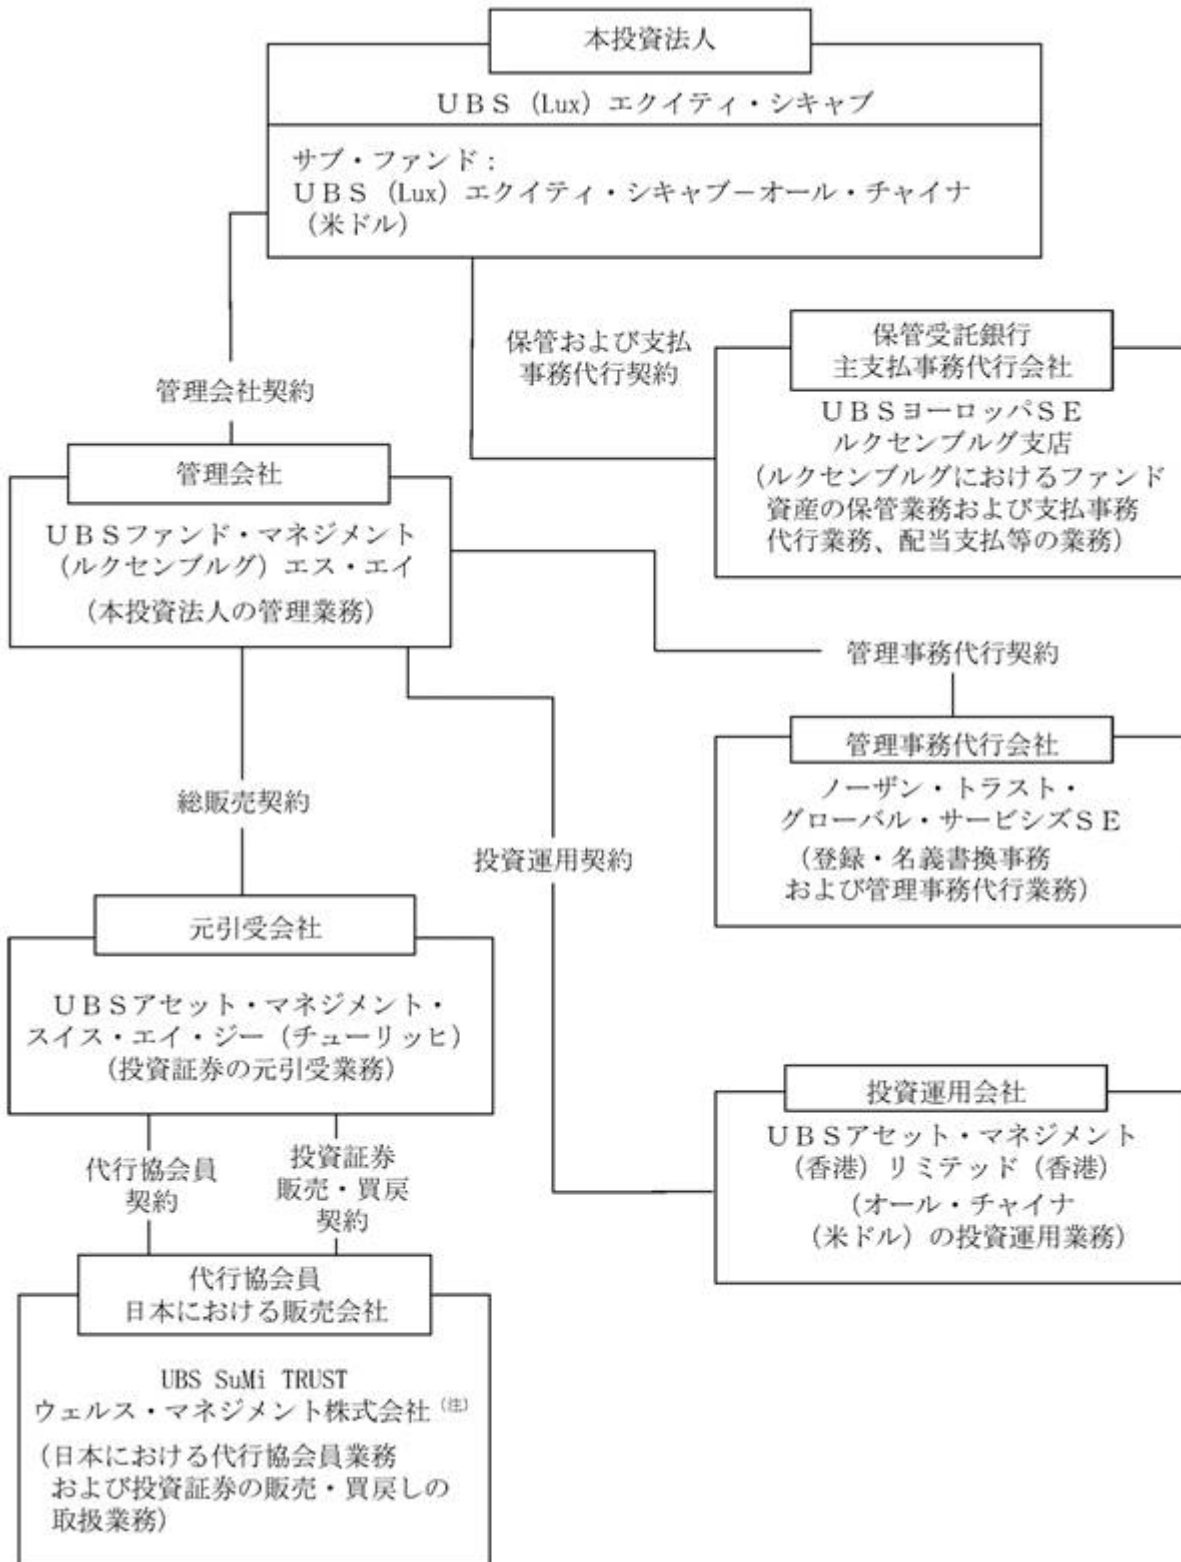 本投資法人
ＵＢＳ（Lux）エクイティ・シキャブ
サブ・ファンド：
ＵＢＳ（Lux）エクイティ・シキャブ－オール・チャイナ
（米ドル）
保管および支払
事務代行契約
保管受託銀行
主支払事務代行会社
ＵＢＳヨーロッパＳＥ
ルクセンブルグ支店
（ルクセンブルグにおけるファンド
資産の保管業務および支払事務
代行業務、配当支払等の業務）
管理会社契約
管理会社
ＵＢＳファンド・マネジメント
（ルクセンブルグ）エス・エイ
（本投資法人の管理業務）
管理事務代行契約
管理事務代行会社
ノーザン・トラスト・
グローバル・サービシズＳＥ
（登録・名義書換事務
および管理事務代行業務）
総販売契約
投資運用契約
元引受会社
ＵＢＳアセット・マネジメント・
スイス・エイ・ジー（チューリッヒ）
（投資証券の元引受業務）
投資運用会社
ＵＢＳアセット・マネジメント
（香港）リミテッド（香港）
（オール・チャイナ
（米ドル）の投資運用業務）
代行協会員
契約
投資証券
販売・買戻
契約
代行協会員
日本における販売会社
UBS SuMi TRUST
ウェルス・マネジメント株式会社（注）
（日本における代行協会員業務
および投資証券の販売・買戻しの
取扱業務）